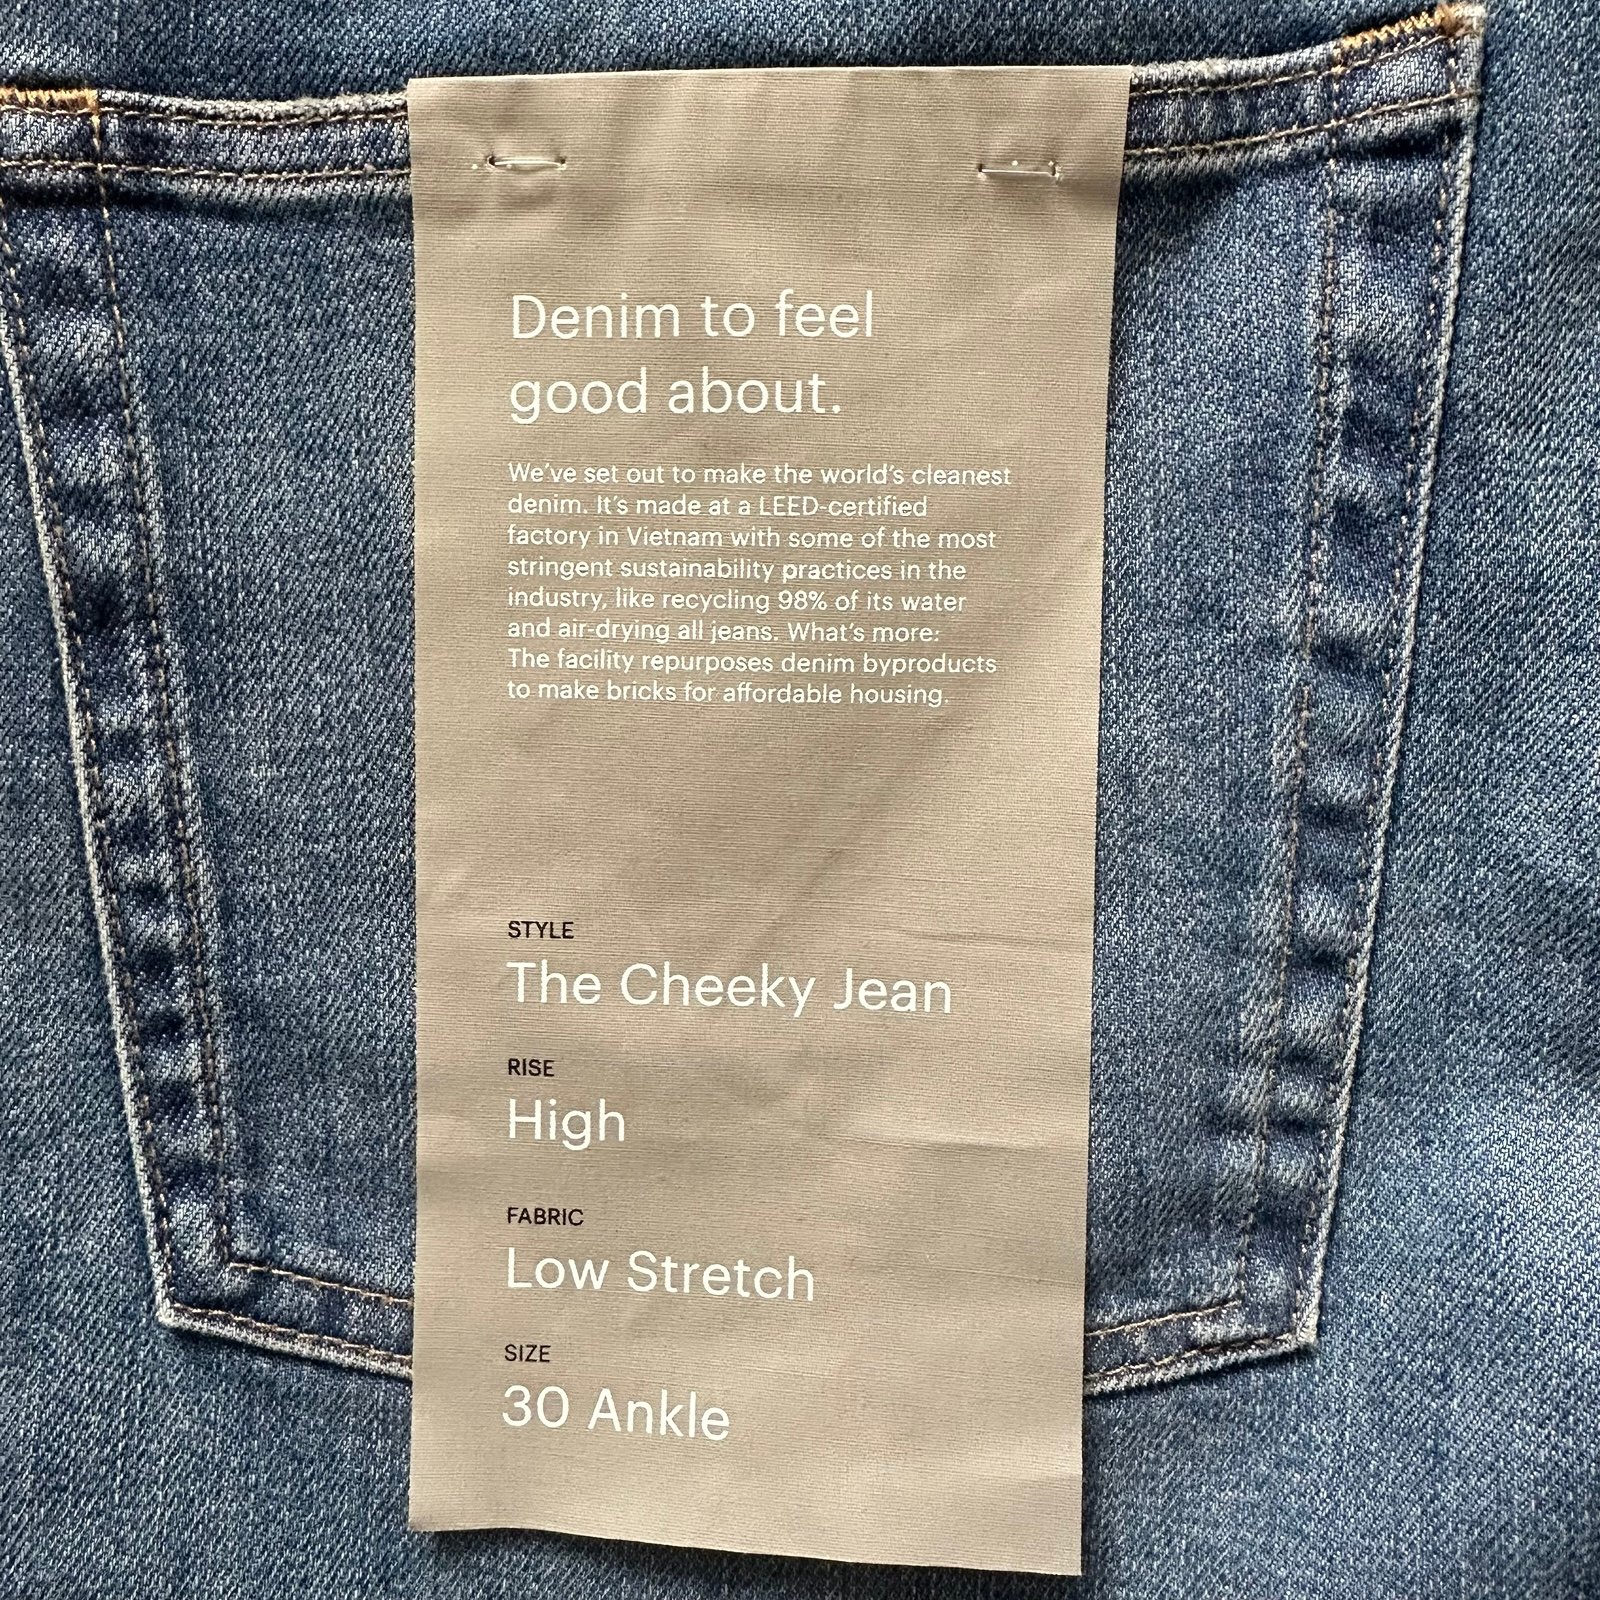 Denim to feel
good about.
We've set out to make the world's cleanest
denim. It's made at a LEED-certified
factory in Vietnam with some of the most
stringent sustainability practices in the
industry, like recycling 98% of its water
and air-drying all jeans. What's more:
The facility repurposes denim byproducts
to make bricks for affordable housing.
STYLE
The Cheeky Jean
RISE
High
FABRIC
Low Stretch
SIZE
30 Ankle